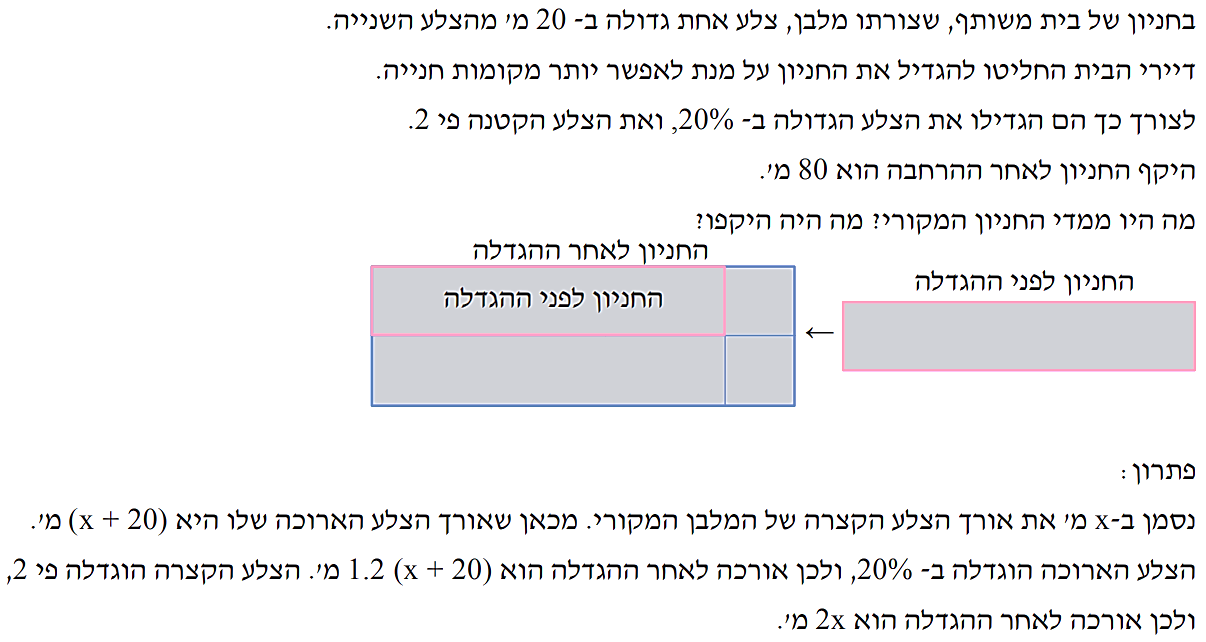 בחניון של בית משותף, שצורתו מלבן, צלע אחת גדולה ב- 20 מ׳ מהצלע השנייה.
דיירי הבית החליטו להגדיל את החניון על מנת לאפשר יותר מקומות חנייה.
לצורך כך הם הגדילו את הצלע הגדולה ב- 20%, ואת הצלע הקטנה פי 2.
היקף החניון לאחר ההרחבה הוא 80 מ׳.
מה היו ממדי החניון המקורי? מה היה היקפו?
החניון לאחר ההגדלה
החניון לפני ההגדלה
החניון לפני ההגדלה
←
פתרון:
נסמן ב-x מ׳ את אורך הצלע הקצרה של המלבן המקורי. מכאן שאורך הצלע הארוכה שלו היא (x + 20) מ׳.
הצלע הארוכה הוגדלה ב- 20%, ולכן אורכה לאחר ההגדלה הוא 1.2 (x + 20) מ׳. הצלע הקצרה הוגדלה פי 2,
ולכן אורכה לאחר ההגדלה הוא 2x מ׳.